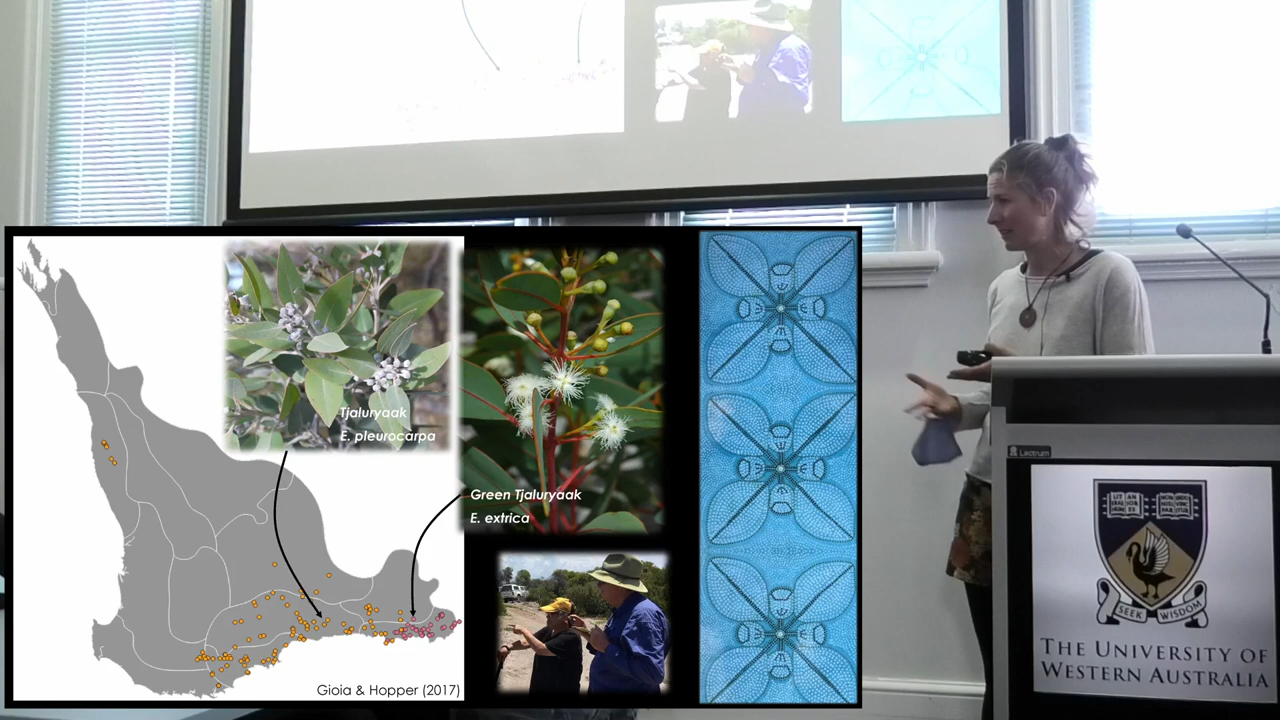 Tjaluryaak
E. pleurocarpa
Green Tjaluryaak
E. extrica
Gioia & Hopper (2017)
Lectrum
SEEK WISDOM
THE UNIVERSITY OF
WESTERN AUSTRALIA